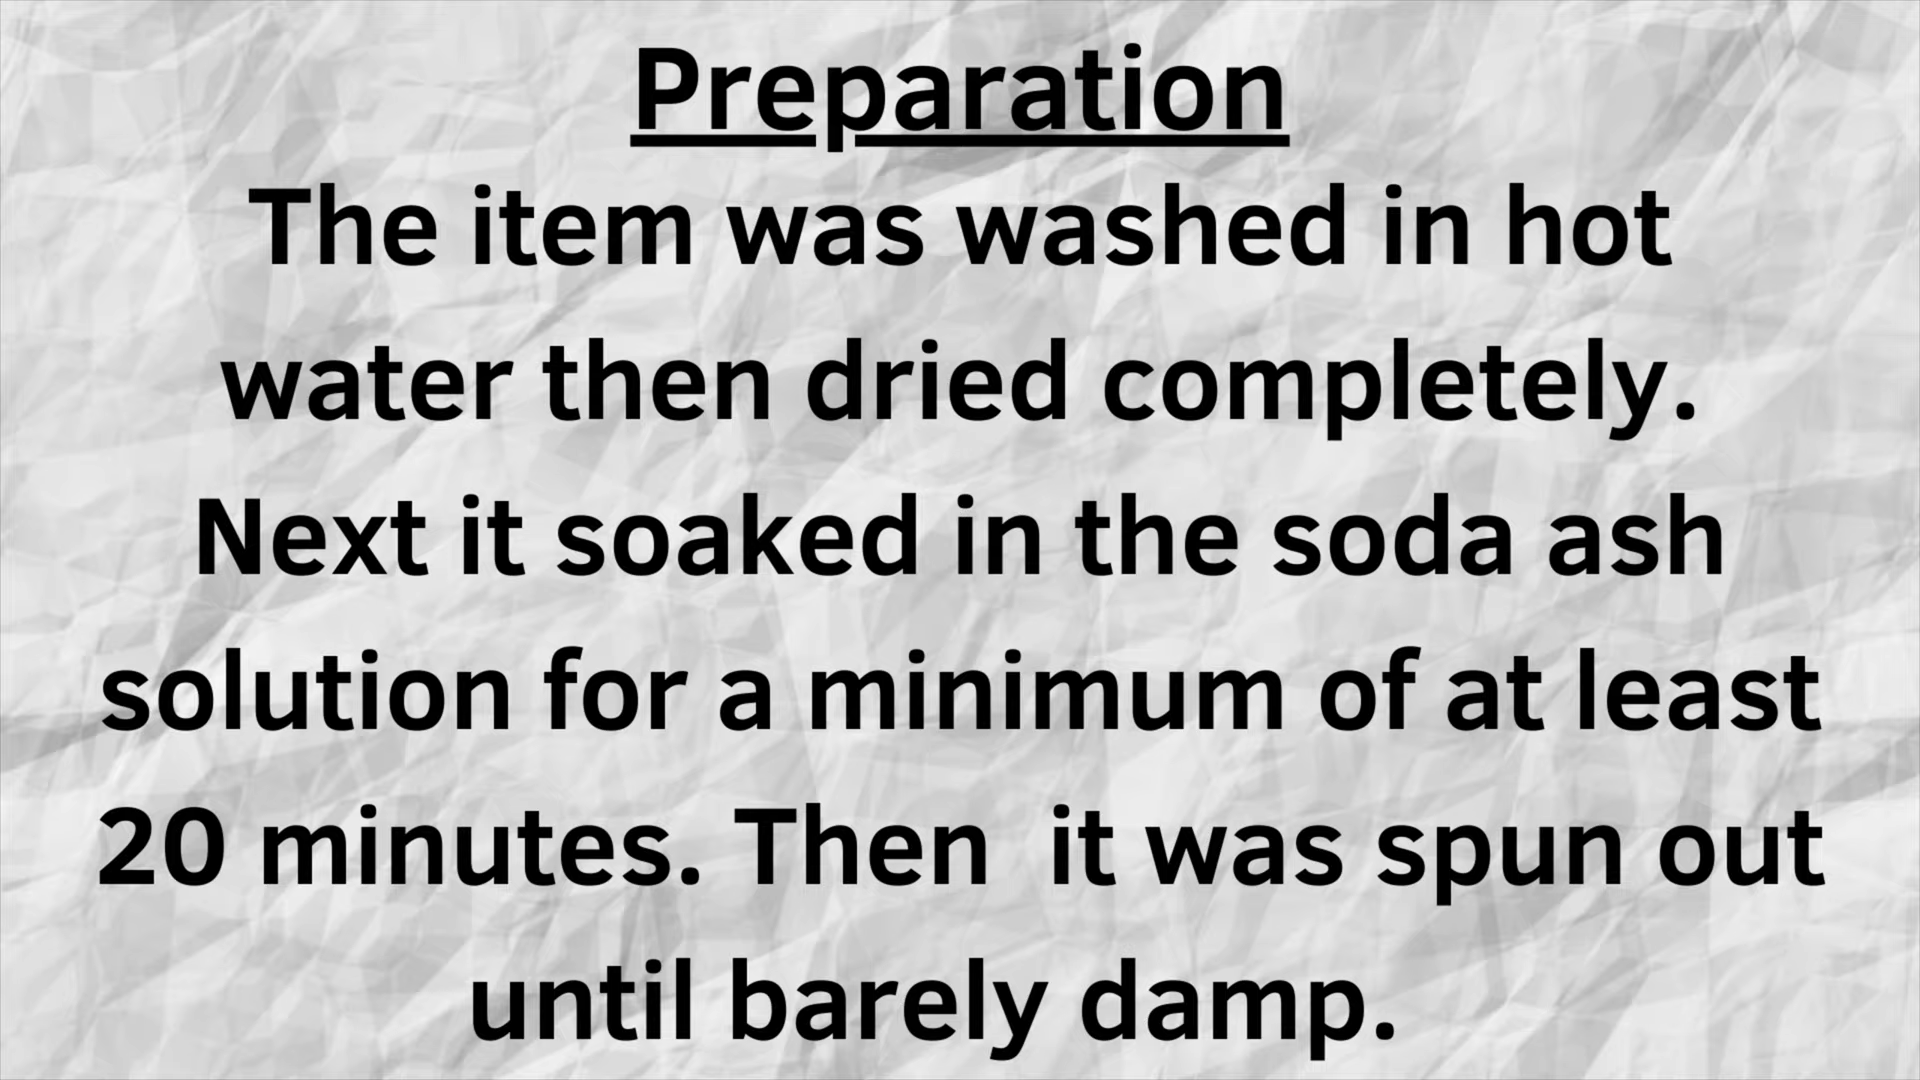 Preparation
The item was washed in hot
water then dried completely.
Next it soaked in the soda ash
solution for a minimum of at least
20 minutes. Then  it was spun out
until barely damp.